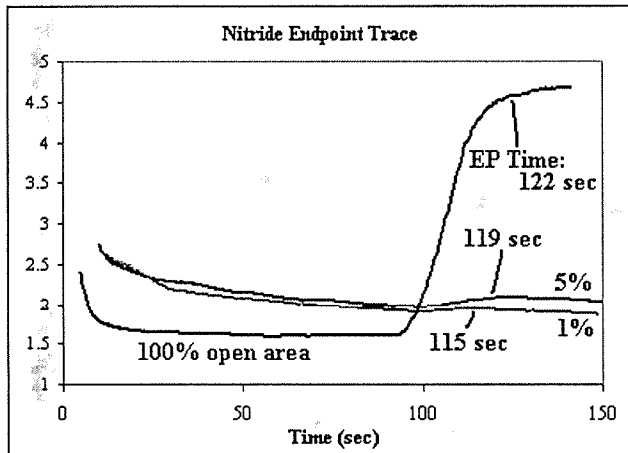 Nitride Endpoint Trace
5
4.5
4
3.5
3
2.5
2
1.5
1
EP Time:
122 sec
119 sec
5%
1%
115 sec
100% open area
0 50 100 150
Time (sec)